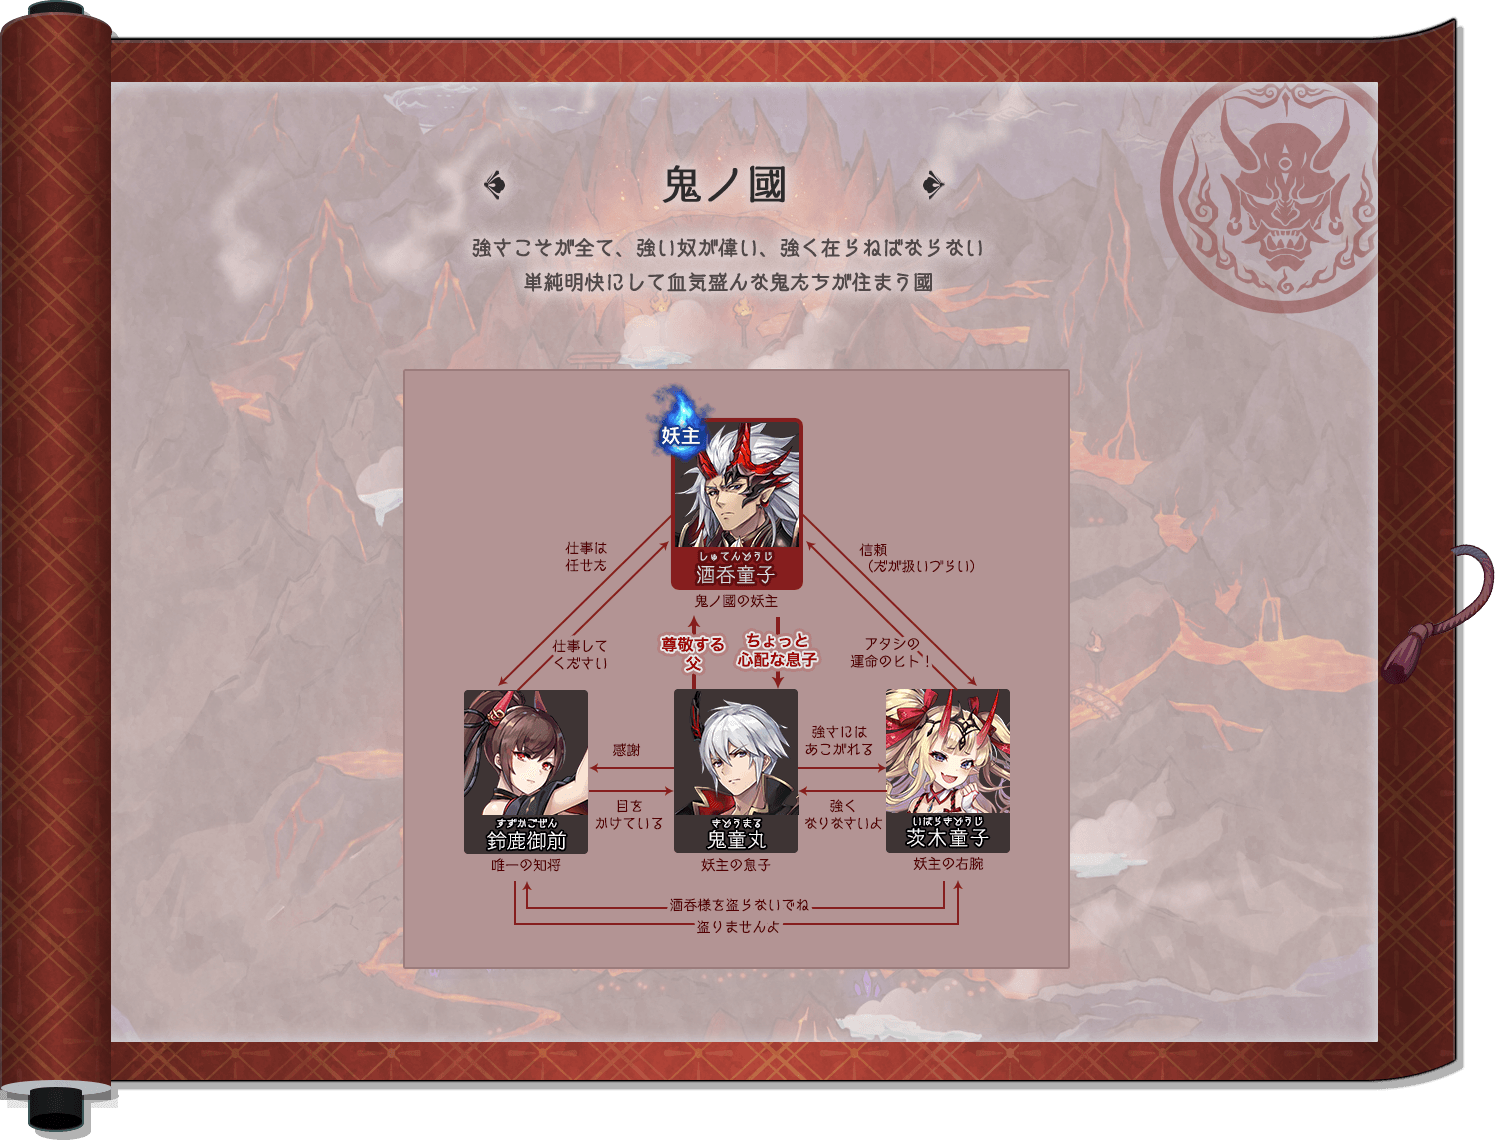 鬼ノ國
強さこそが全て、強い奴が偉い、強く在らねばならない
単純明快にして血気盛んな鬼たちが住まう國
妖主
しゅてんどうじ
酒呑童子
鬼ノ國の妖主
仕事は
任せた
信頼
（だが扱いづらい）
仕事して
ください
尊敬する
父
ちょっと
心配な息子
アタシの
運命のヒト！
感謝
目を
かけている
強さには
あこがれる
強く
なりなさいよ
すずかごぜん
鈴鹿御前
唯一の知将
きどうまる
鬼童丸
妖主の息子
いばらきどうじ
茨木童子
妖主の右腕
酒呑様を盗らないでね
盗りませんよ